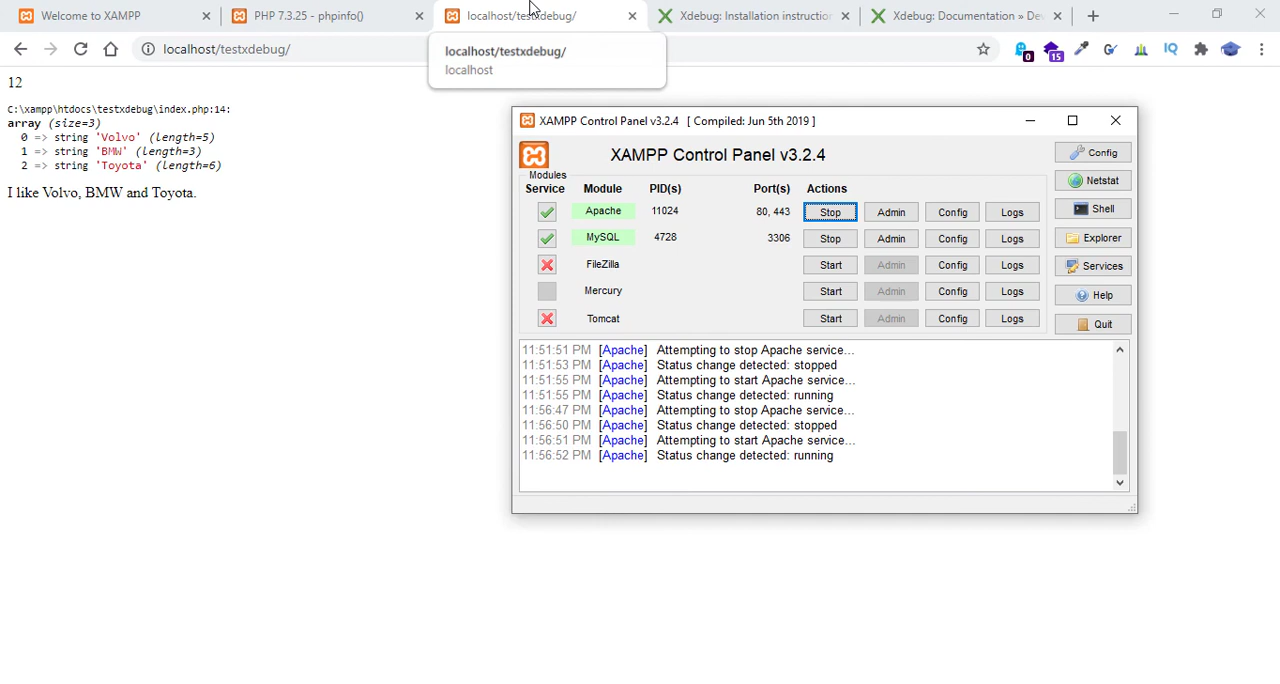 Welcome to XAMPP
PHP 7.3.25 - phpinfo()
localhost/testxdebug/
Xdebug: Installation instruction
Xdebug: Documentation » De
localhost/testxdebug/
0
15
IQ
localhost/testxdebug/
localhost
12
C:\xampp\htdocs\testxdebug\index.php:14:
array (size=3)
0 => string 'Volvo' (length=5)
1 => string 'BMW' (length=3)
2 => string 'Toyota' (length=6)
I like Volvo, BMW and Toyota.
XAMPP Control Panel v3.2.4 [ Compiled: Jun 5th 2019 ]
XAMPP Control Panel v3.2.4
Config
Modules
Service Module PID(s) Port(s) Actions
Netstat
Apache 11024 80, 443 Stop Admin Config Logs
Shell
MySQL 4728 3306 Stop Admin Config Logs
Explorer
FileZilla Start Admin Config Logs
Services
Mercury Start Admin Config Logs
Help
Tomcat Start Admin Config Logs
Quit
11:51:51 PM [Apache] Attempting to stop Apache service...
11:51:53 PM [Apache] Status change detected: stopped
11:51:55 PM [Apache] Attempting to start Apache service...
11:51:55 PM [Apache] Status change detected: running
11:56:47 PM [Apache] Attempting to stop Apache service...
11:56:50 PM [Apache] Status change detected: stopped
11:56:51 PM [Apache] Attempting to start Apache service...
11:56:52 PM [Apache] Status change detected: running